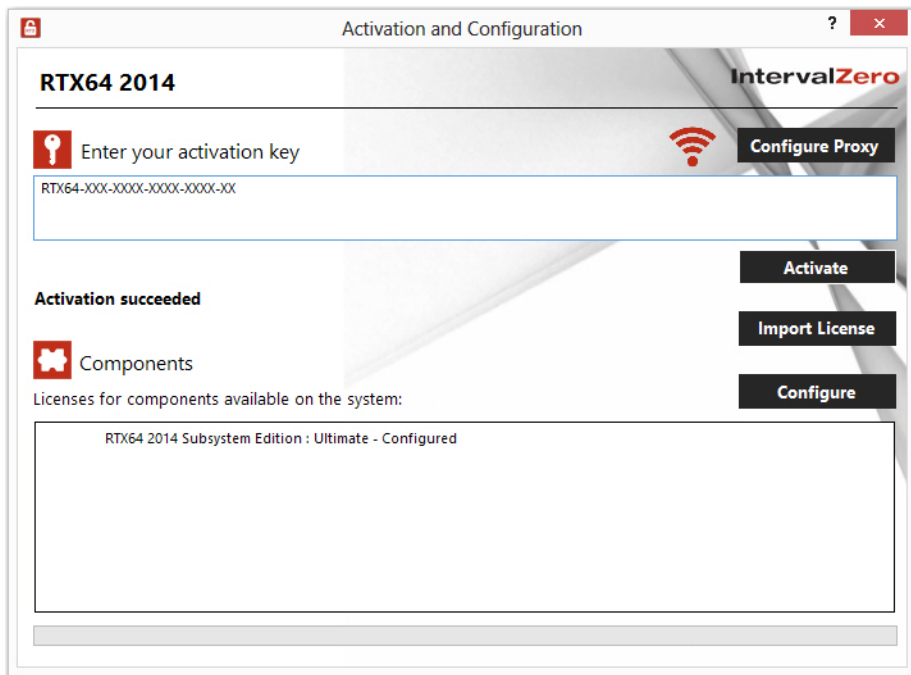 Activation and Configuration
?
RTX64 2014
IntervalZero
Enter your activation key
Configure Proxy
RTX64-XXX-XXXX-XXXX-XXXX-XX
Activate
Activation succeeded
Import License
Components
Configure
Licenses for components available on the system:
RTX64 2014 Subsystem Edition : Ultimate - Configured